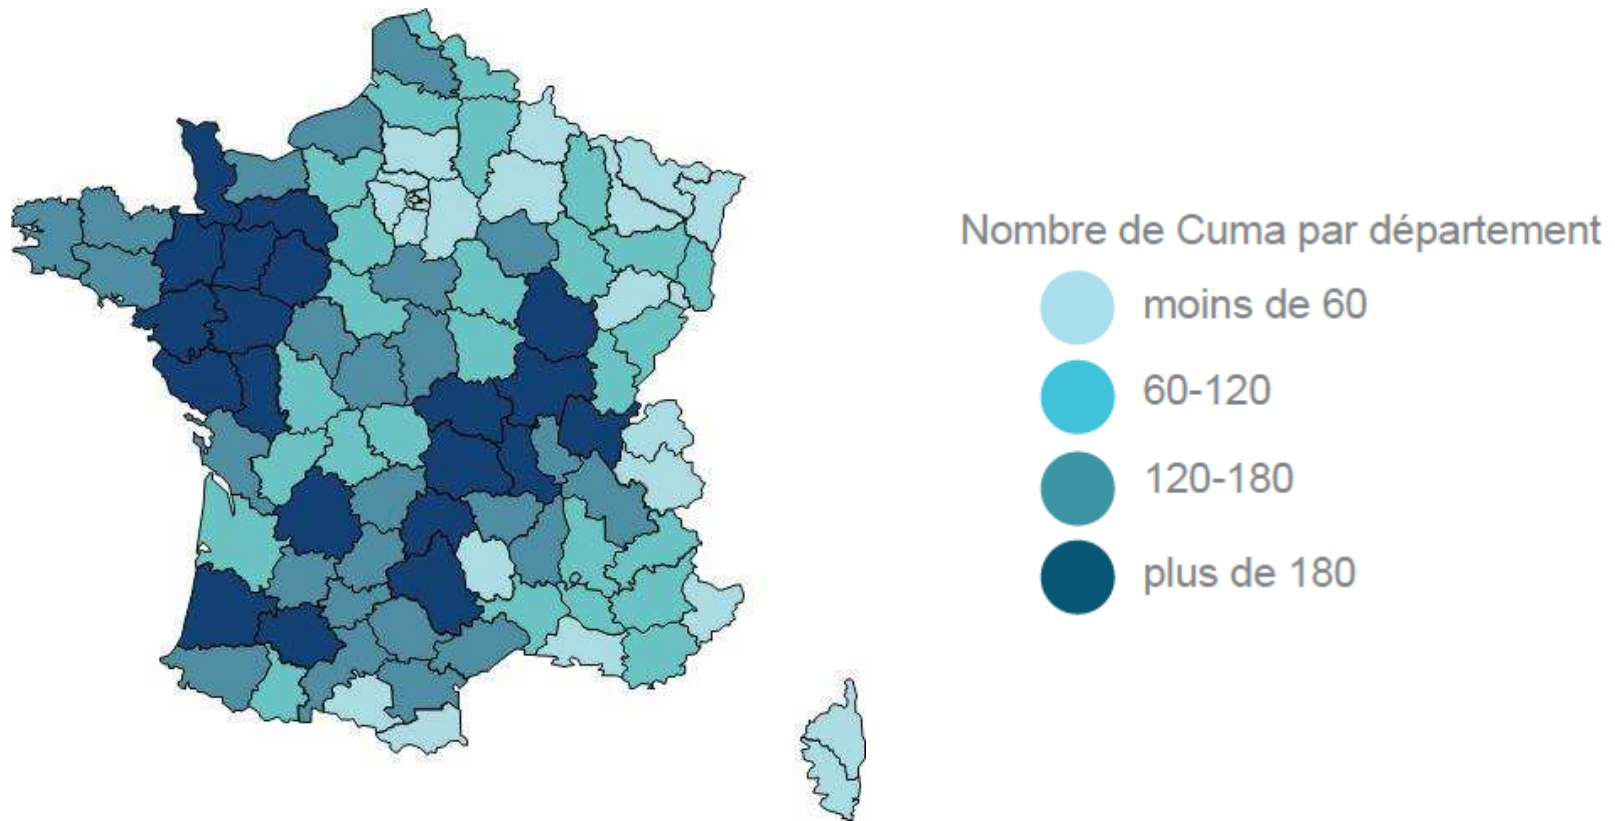 Nombre de Cuma par département
moins de 60
60-120
120-180
plus de 180